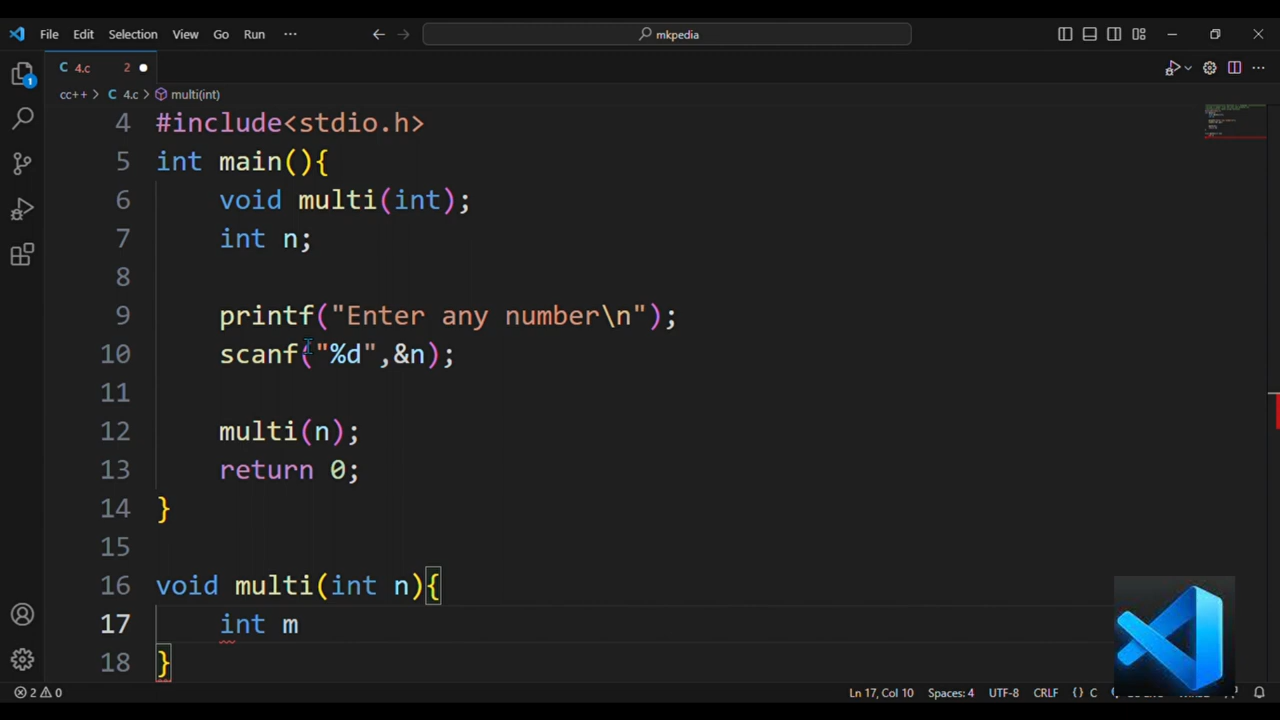 File Edit Selection View Go Run ··· mkpedia
C 4.c 2
cc++ > C 4.c > multi(int)
4 #include<stdio.h>
5 int main(){
6 void multi(int);
7 int n;
8
9 printf("Enter any number\n");
10 scanf("%d",&n);
11
12 multi(n);
13 return 0;
14 }
15
16 void multi(int n){
17 int m
18 }
1
2 0 Ln 17, Col 10 Spaces: 4 UTF-8 CRLF {} C